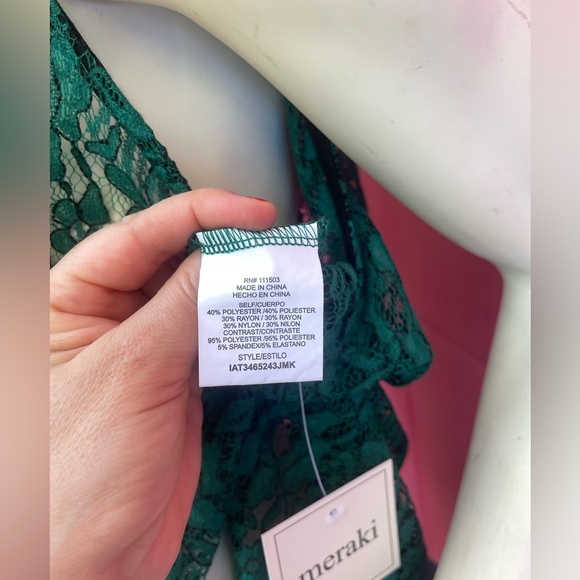 RN# 111503
MADE IN CHINA
HECHO EN CHINA
SELF/CUERPO
40% POLYESTER /40% POLIESTER
30% RAYON / 30% RAYON
30% NYLON / 30% NILON
CONTRAST/CONTRASTE
95% POLYESTER /95% POLIESTER
5% SPANDEX/5% ELASTANO
STYLE/ESTILO
IAT3465243JMK
meraki